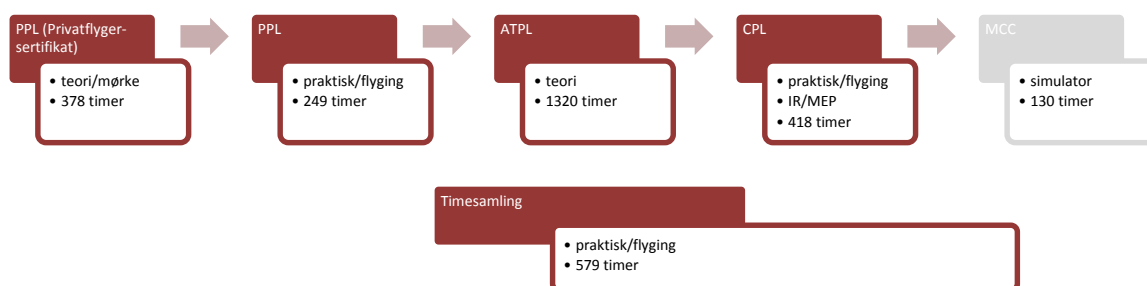 PPL (Privatflyger-
sertifikat)
• teori/mørke
• 378 timer
PPL
• praktisk/flyging
• 249 timer
ATPL
• teori
• 1320 timer
CPL
• praktisk/flyging
• IR/MEP
• 418 timer
MCC
• simulator
• 130 timer
Timesamling
• praktisk/flyging
• 579 timer